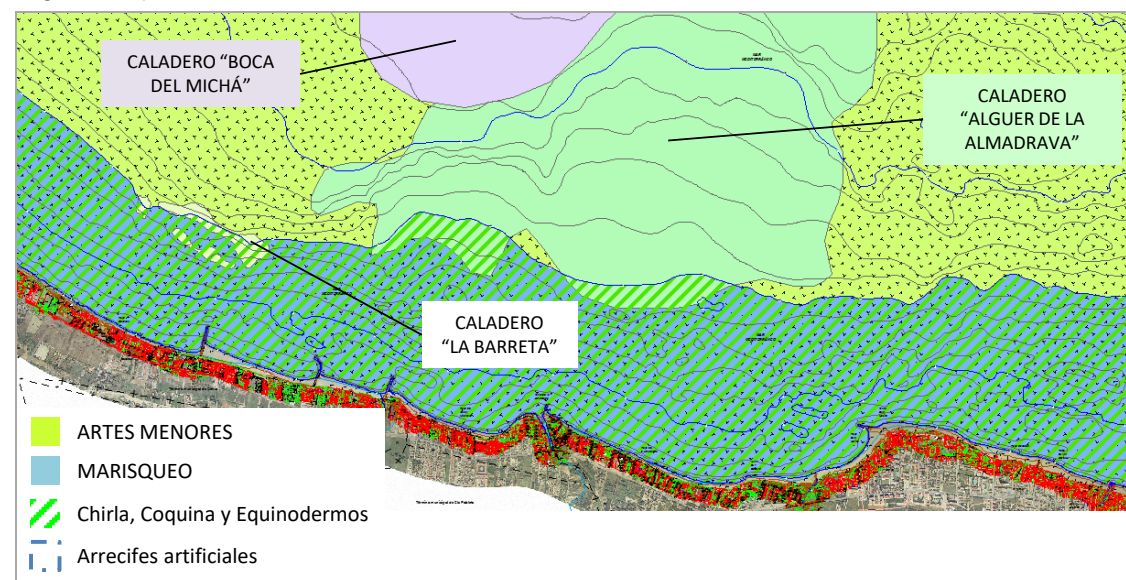 CALADERO “BOCA
DEL MICHÁ”
CALADERO
“ALGUER DE LA
ALMADRAVA”
CALADERO
“LA BARRETA”
ARTES MENORES
MARISQUEO
Chirla, Coquina y Equinodermos
Arrecifes artificiales